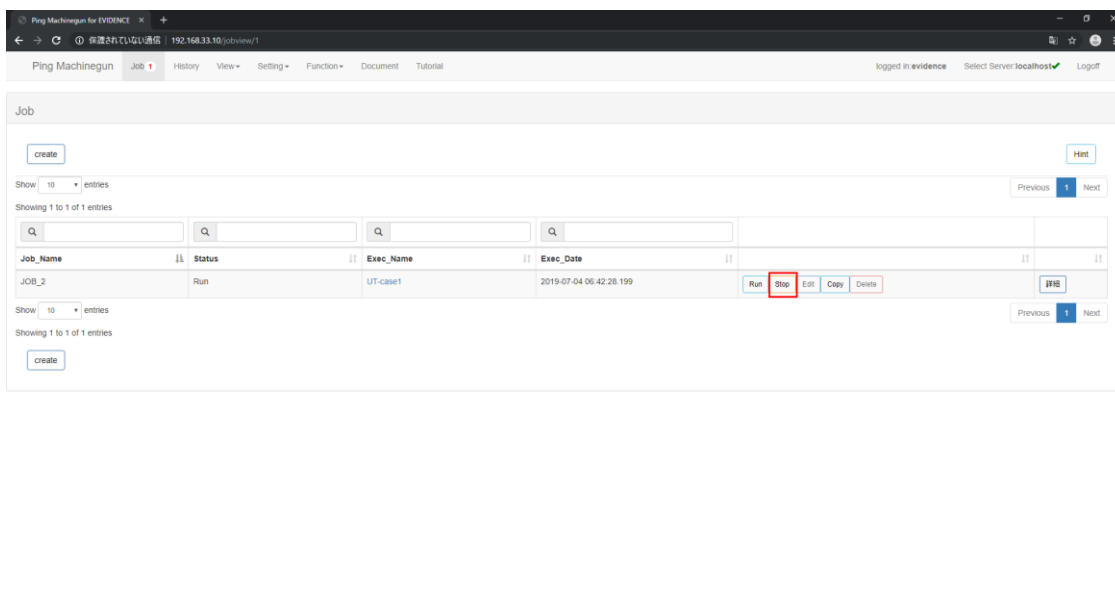 Ping Machinegun for EVIDENCE
保護されていない通信 192.168.33.10/jobview/1
Ping Machinegun Job 1 History View Setting Function Document Tutorial logged in:evidence Select Server:localhost Logoff
Job
create Hint
Show 10 entries Previous 1 Next
Showing 1 to 1 of 1 entries
Job_Name Status Exec_Name Exec_Date
JOB_2 Run UT-case1 2019-07-04 06:42:28.199 Run Stop Edit Copy Delete 詳細
Show 10 entries Previous 1 Next
Showing 1 to 1 of 1 entries
create